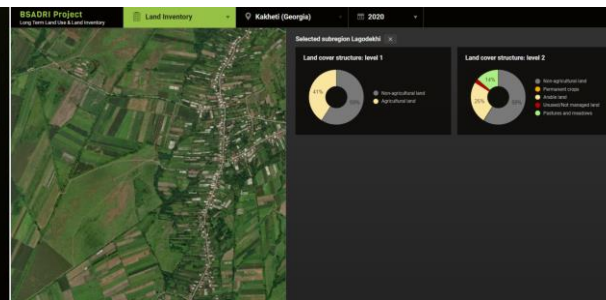 BSADRI Project
Long Term Land Use & Land Inventory
Land Inventory
Kakheti (Georgia)
2020
Selected subregion Lagodekhi ×
Land cover structure: level 1
41%
59%
Non-agricultural land
Agricultural land
Land cover structure: level 2
14%
59%
Non-agricultural land
Permanent crops
Arable land
Unused/Not managed land
Pastures and meadows